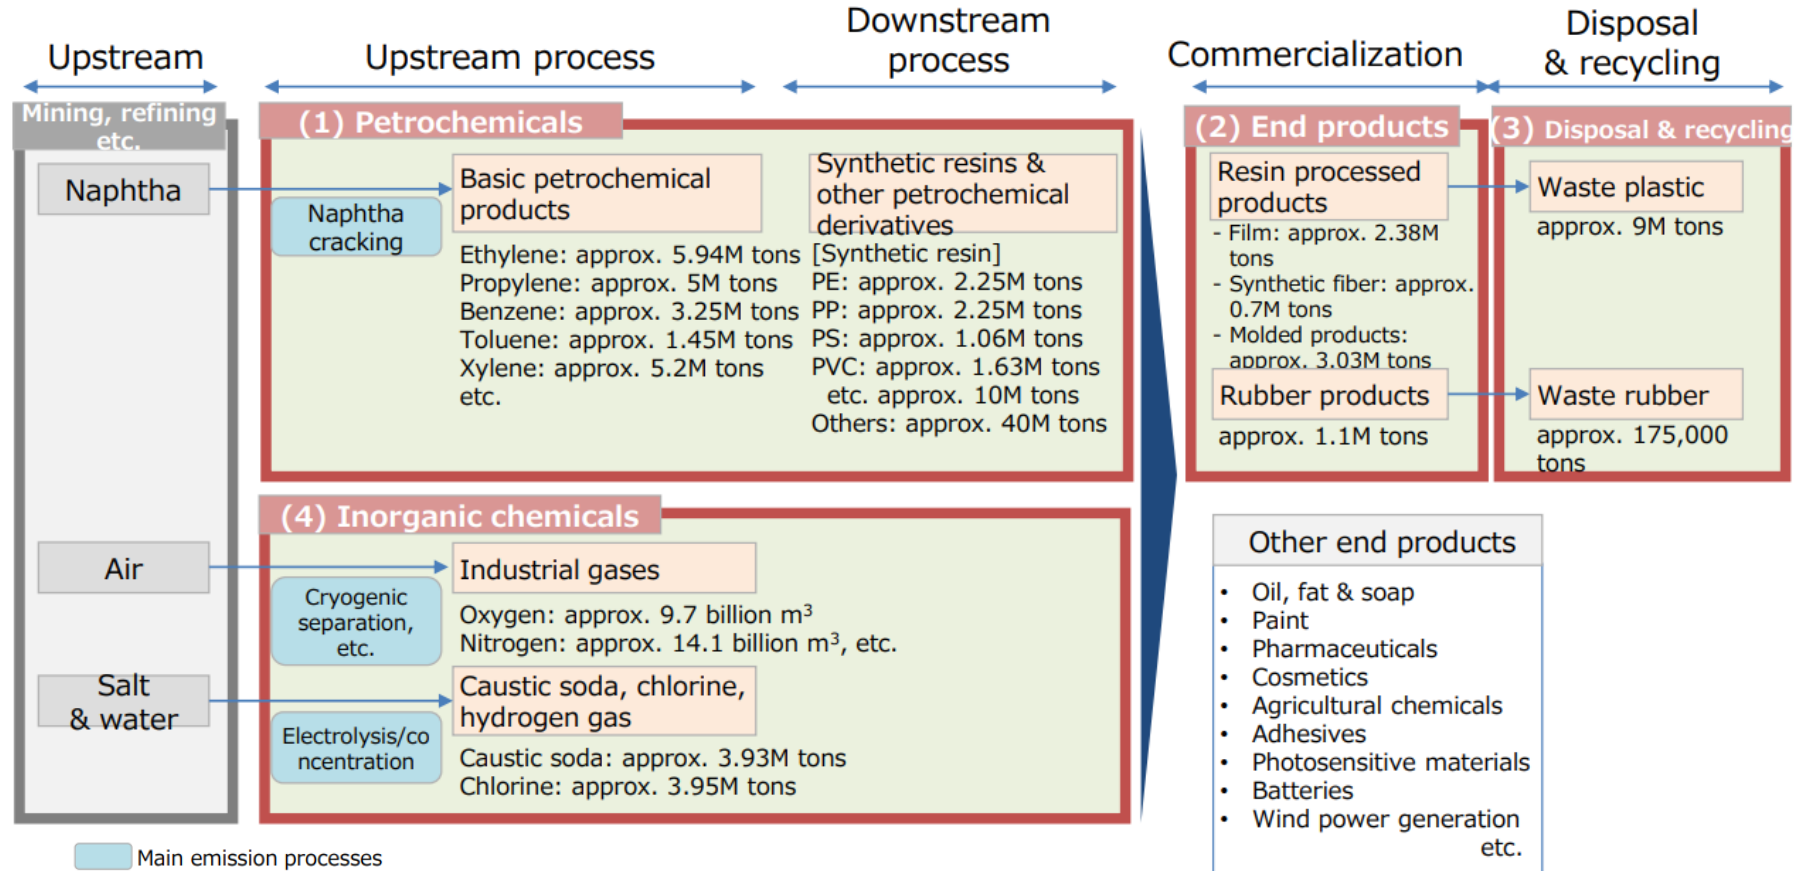 Upstream
Upstream process
Downstream
process
Commercialization
Disposal
& recycling
Mining, refining
etc.
Naphtha
Air
Salt
& water
(1) Petrochemicals
Naphtha
cracking
Basic petrochemical
products
Ethylene: approx. 5.94M tons
Propylene: approx. 5M tons
Benzene: approx. 3.25M tons
Toluene: approx. 1.45M tons
Xylene: approx. 5.2M tons
etc.
Synthetic resins &
other petrochemical
derivatives
[Synthetic resin]
PE: approx. 2.25M tons
PP: approx. 2.25M tons
PS: approx. 1.06M tons
PVC: approx. 1.63M tons
etc. approx. 10M tons
Others: approx. 40M tons
(4) Inorganic chemicals
Cryogenic
separation,
etc.
Industrial gases
Oxygen: approx. 9.7 billion m³
Nitrogen: approx. 14.1 billion m³, etc.
Electrolysis/co
ncentration
Caustic soda, chlorine,
hydrogen gas
Caustic soda: approx. 3.93M tons
Chlorine: approx. 3.95M tons
(2) End products
Resin processed
products
- Film: approx. 2.38M
tons
- Synthetic fiber: approx.
0.7M tons
- Molded products:
approx. 3.03M tons
Rubber products
approx. 1.1M tons
(3) Disposal & recycling
Waste plastic
approx. 9M tons
Waste rubber
approx. 175,000
tons
Other end products
• Oil, fat & soap
• Paint
• Pharmaceuticals
• Cosmetics
• Agricultural chemicals
• Adhesives
• Photosensitive materials
• Batteries
• Wind power generation
etc.
Main emission processes